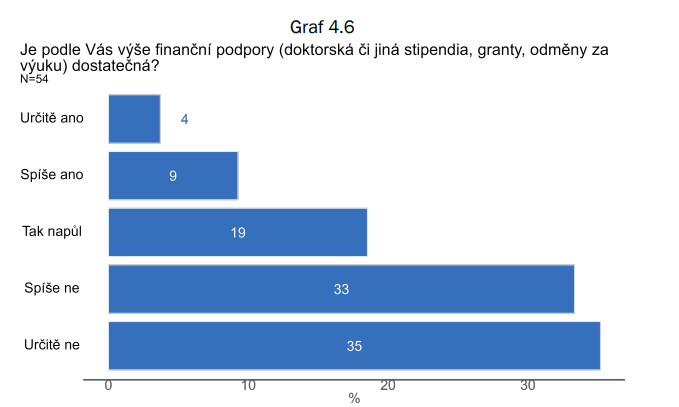 Graf 4.6
Je podle Vás výše finanční podpory (doktorská či jiná stipendia, granty, odměny za
výuku) dostatečná?
N=54
Určitě ano
4
Spíše ano
9
Tak napůl
19
Spíše ne
33
Určitě ne
35
0 10 20 30
%